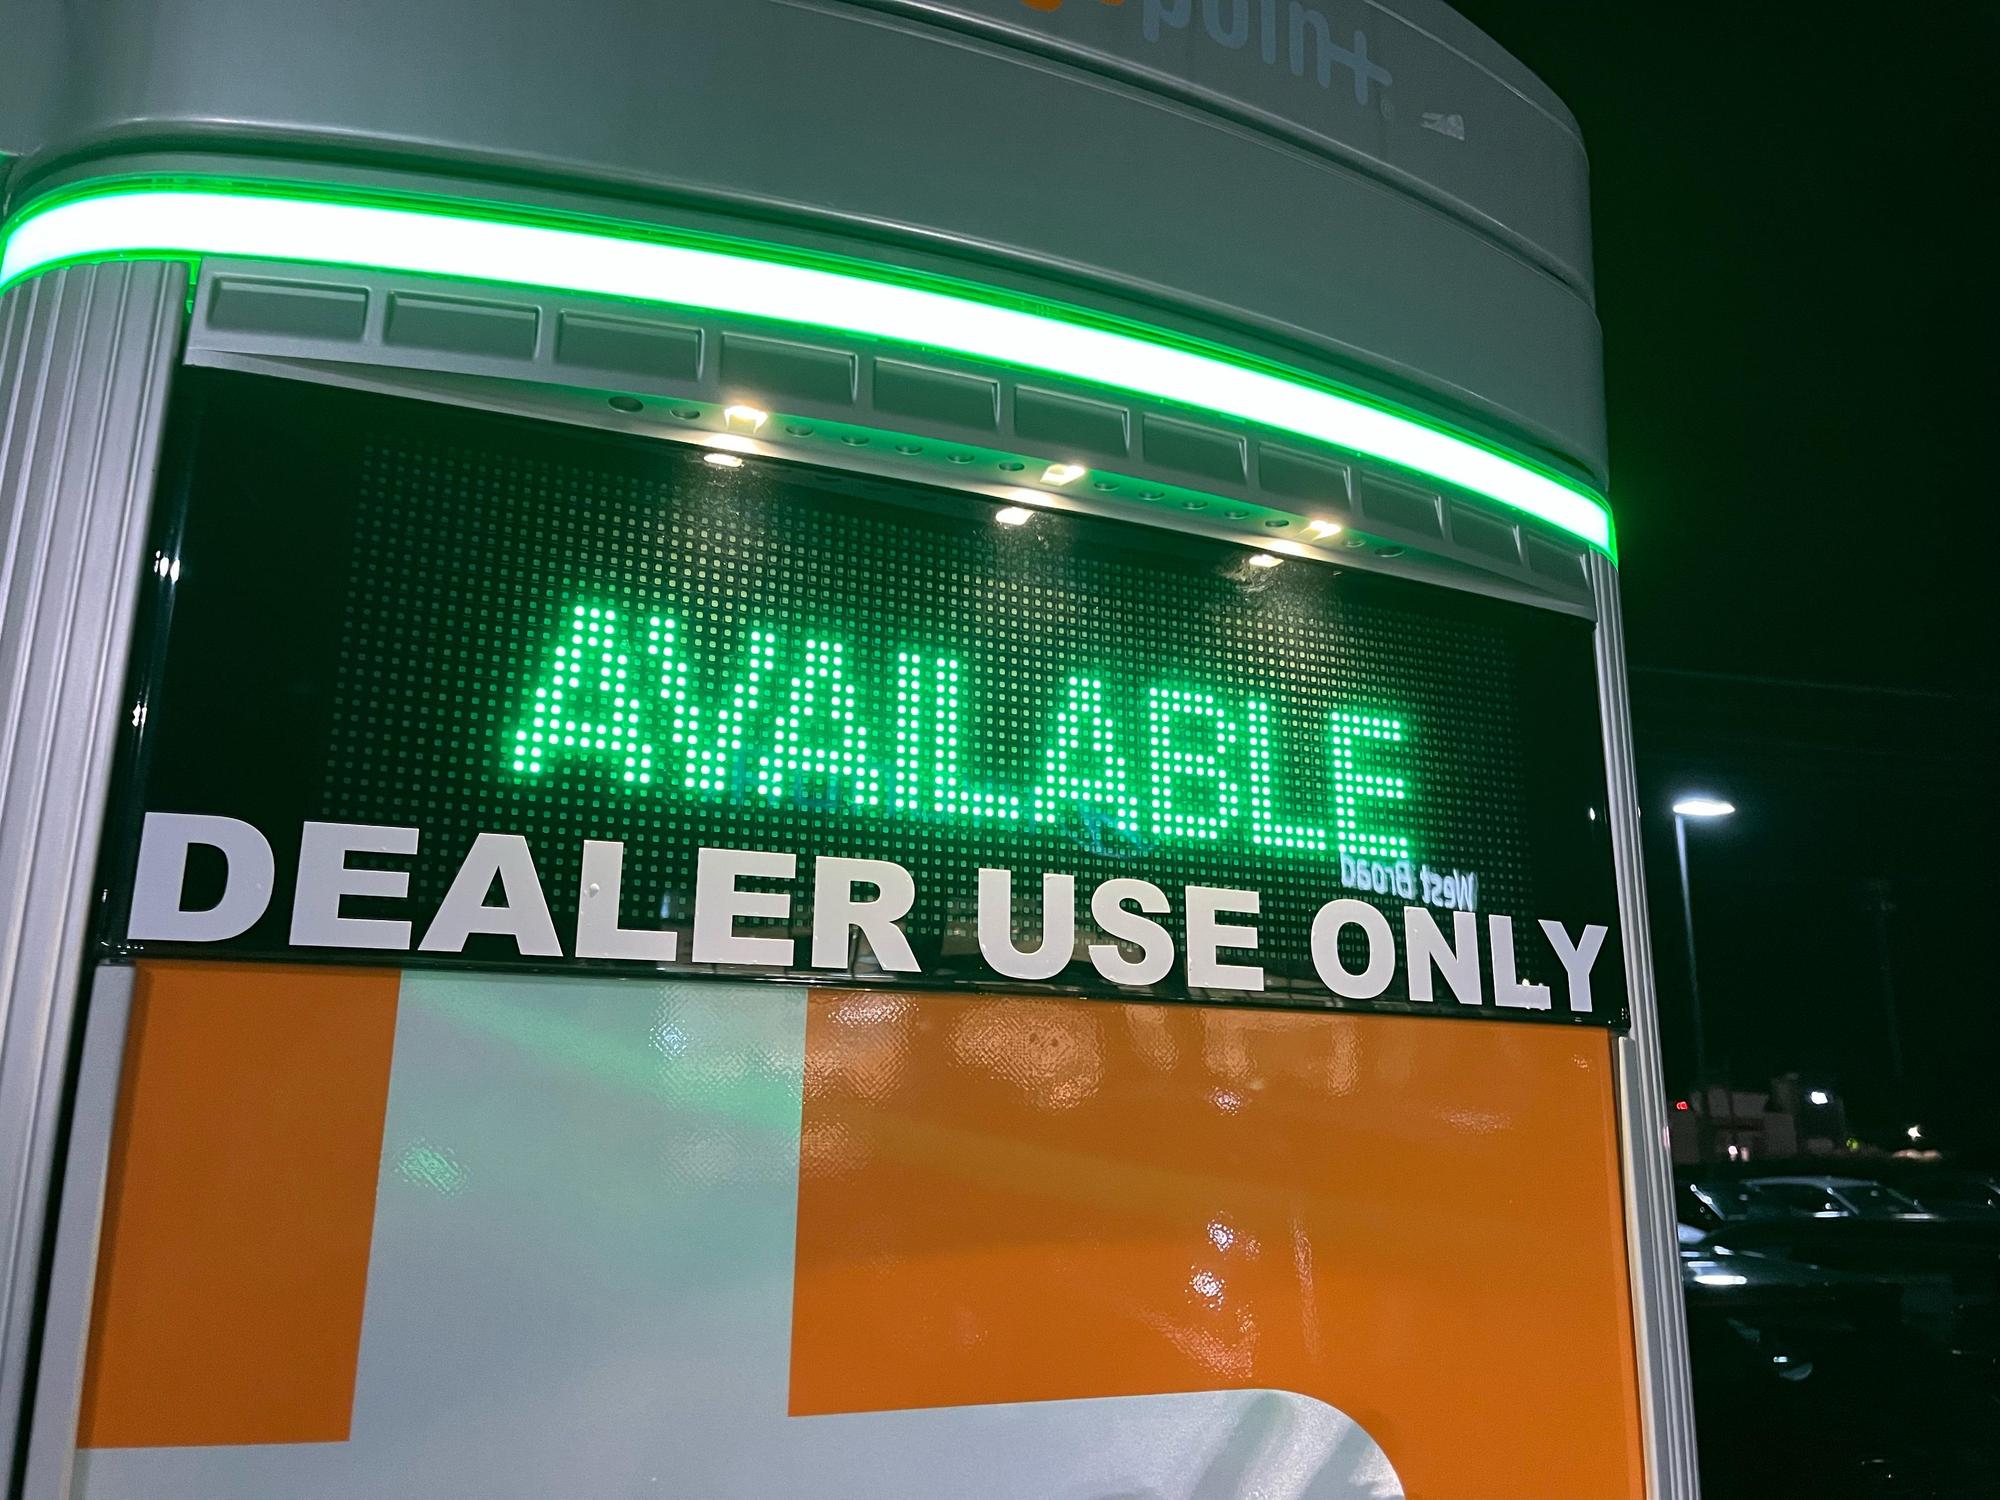 point
AVAILABLE
West Broad
DEALER USE ONLY